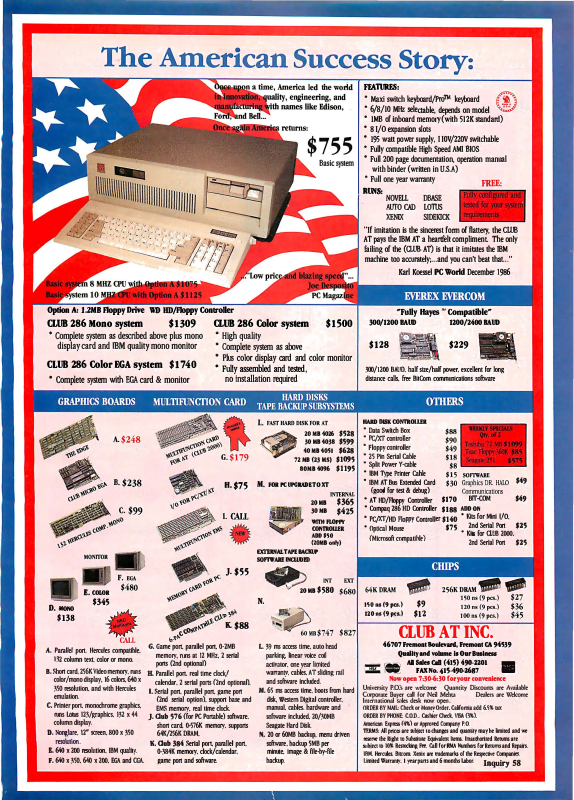 The American Success Story:
Once upon a time, America led the world
in Innovation, quality, engineering, and
manufacturing with names like Edison,
Ford, and Bell...
Once again America returns:
$755
Basic system
..."Low price and blazing speed"...
Joe Desposito
PC Magazine
Basic system 8 MHZ CPU with Option A $1075
Basic system 10 MHZ CPU with Option A $1125
FEATURES:
* Maxi switch keyboard/Pro™ keyboard
* 6/8/10 MHz selectable, depends on model
* 1MB of inboard memory(with 512K standard)
* 8 I/O expansion slots
* 195 watt power supply, 110V/220V switchable
* Fully compatible High Speed AMI BIOS
* Full 200 page documentation, operation manual
with binder (written in U.S.A)
* Full one year warranty
RUNS:
NOVELL DBASE
AUTO CAD LOTUS
XENIX SIDEKICK
FREE:
Fully configured and
tested for your system
requirements
"If imitation is the sincerest form of flattery, the CLUB
AT pays the IBM AT a heartfelt compliment. The only
failing of the (CLUB AT) is that it imitates the IBM
machine too accurately;...and you can't beat that..."
Karl Koessel PC World December 1986
Option A: 1.2MB Floppy Drive WD HD/Floppy Controller
CLUB 286 Mono system $1309
* Complete system as described above plus mono
display card and IBM quality mono monitor
CLUB 286 Color EGA system $1740
* Complete system with EGA card & monitor
CLUB 286 Color system $1500
* High quality
* Complete system as above
* Plus color display card and color monitor
* Fully assembled and tested,
no installation required
EVEREX EVERCOM
"Fully Hayes™ Compatible"
300/1200 BAUD 1200/2400 BAUD
$128 $229
300/1200 BAUD, half size/half power, excellent for long
distance calls, free BitCom communications software
GRAPHICS BOARDS
THE EDGE
A. $248
CLUB MICRO EGA
B. $238
C. $99
132 HERCULES COMP. MONO
MONITOR
D. MONO
$138
E. COLOR
$345
F. EGA
$480
CALL
A. Parallel port. Hercules compatible.
132 column text, color or mono.
B. Short card, 256K Video memory, runs
color/mono display, 16 colors, 640 x
350 resolution, and with Hercules
emulation.
C. Printer port, monochrome graphics,
runs Lotus 123/graphics, 132 x 44
column display.
D. Nonglare, 12" screen, 800 x 350
resolution.
E. 640 x 200 resolution, IBM quality.
F. 640 x 350, 640 x 200, EGA and CGA.
MULTIFUNCTION CARD
MULTIFUNCTION CARD
FOR AT (CLUB 2000)
G. $179
H. $75
I/O FOR PC/XT/AT
I. CALL
NEW
MULTIFUNCTION EMS
J. $55
MEMORY CARD FOR PC
K. $88
6-PAC COMPATIBLE CLUB 384
G. Game port, parallel port, 0-2MB
memory, runs at 12 MHZ, 2 serial
ports (2nd optional)
H. Parallel port, real time clock/
calendar, 2 serial ports (2nd optional).
I. Serial port, parallel port, game port
(2nd serial option), support base and
EMS memory, real time clock.
J. Club 576 (for PC Portable) software,
short card, 0-576K memory, supports
64K/256K DRAM.
K. Club 384 Serial port, parallel port,
0-384K memory, clock/calendar,
game port and software.
HARD DISKS
TAPE BACKUP SUBSYSTEMS
L. FAST HARD DISK FOR AT
20 MB 4026 $528
30 MB 4038 $599
40 MB 4051 $628
72 MB (23 MS) $1095
80MB 4096 $1195
M. FOR PC UPGRADE TO XT
INTERNAL
20 MB $365
30 MB $425
WITH FLOPPY
CONTROLLER
ADD $50
(20MB only)
EXTERNAL TAPE BACKUP
SOFTWARE INCLUDED
INT EXT
20 MB $580 $680
N.
60 MB $747 $827
L. 39 ms access time, auto head
parking, linear voice coil
activator, one year limited
warranty, cables, AT sliding rail
and software included.
M. 65 ms access time, boots from hard
disk, Western Digital controller,
manual, cables, hardware and
software included, 20/30MB
Seagate Hard Disk
N. 20 or 60MB backup, menu driven
software, backup 5MB per
minute, image & file-by-file
backup.
OTHERS
HARD DISK CONTROLLER
* Data Switch Box $88
* PC/XT controller $90
* Floppy controller $49
* 25 Pin Serial Cable $18
* Split Power Y-cable $8
* IBM Type Printer Cable $15
* IBM AT Bus Extended Card $30
(good for test & debug)
* AT HD/Floppy Controller $170
* Compaq 286 HD Controller $188
* PC/XT/HD Floppy Controller $140
* Optical Mouse $75
(Microsoft compatible)
WEEKLY SPECIALS
Qty. of 2
Toshiba 72 MB $1099
Teac Floppy 360K $85
Seagate 251 $575
SOFTWARE
Graphics DR. HALO $49
Communications
BIT-COM $49
ADD ON
* Kits for Mini I/O,
2nd Serial Port $25
* Kits for CLUB 2000.
2nd Serial Port $25
CHIPS
64K DRAM
150 ns (9 pcs.) $9
120 ns (9 pcs.) $12
256K DRAM
150 ns (9 pcs.) $27
120 ns (9 pcs.) $36
100 ns (9 pcs.) $45
CLUB AT INC.
46707 Fremont Boulevard, Fremont CA 94539
Quality and volume is Our Business
All Sales Call (415) 490-2201
FAX No. 415-490-2687
Now open 7:30-6:30 for your convenience
University P.O.'s are welcome Quantity Discounts are Available
Corporate Buyer call for Neil Mehta Dealers are Welcome
International sales desk now open.
ORDER BY MAIL: Check or Money Order, California add 6.5% tax
ORDER BY PHONE: C.O.D., Cashier Check, VISA (3%),
American Express (4%) or Approved Company P.O.
TERMS: All prices are subject to changes and quantity may be limited and we
reserve the Right to Substitute Equivalent Items. Unauthorized Returns are
subject to 10% Restocking Fee. Call for RMA Numbers for Returns and Repairs.
IBM, Hercules, Bitcom, Xenix are trademarks of the Respective Companies.
Limited Warranty. 1 year parts and 6 months Labor.
Inquiry 58